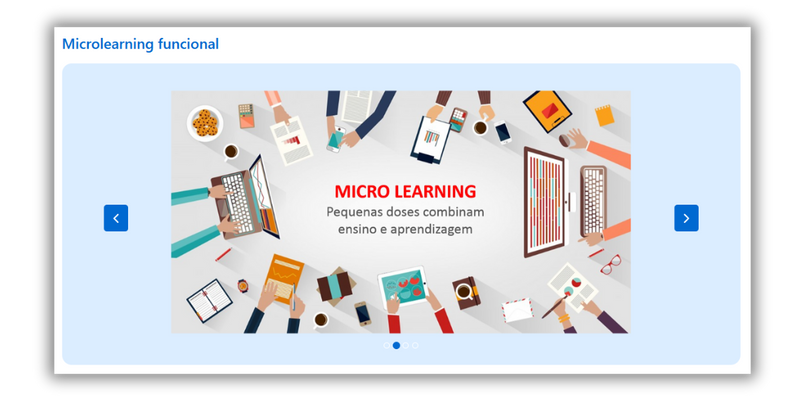 Microlearning funcional
MICRO LEARNING
Pequenas doses combinam
ensino e aprendizagem